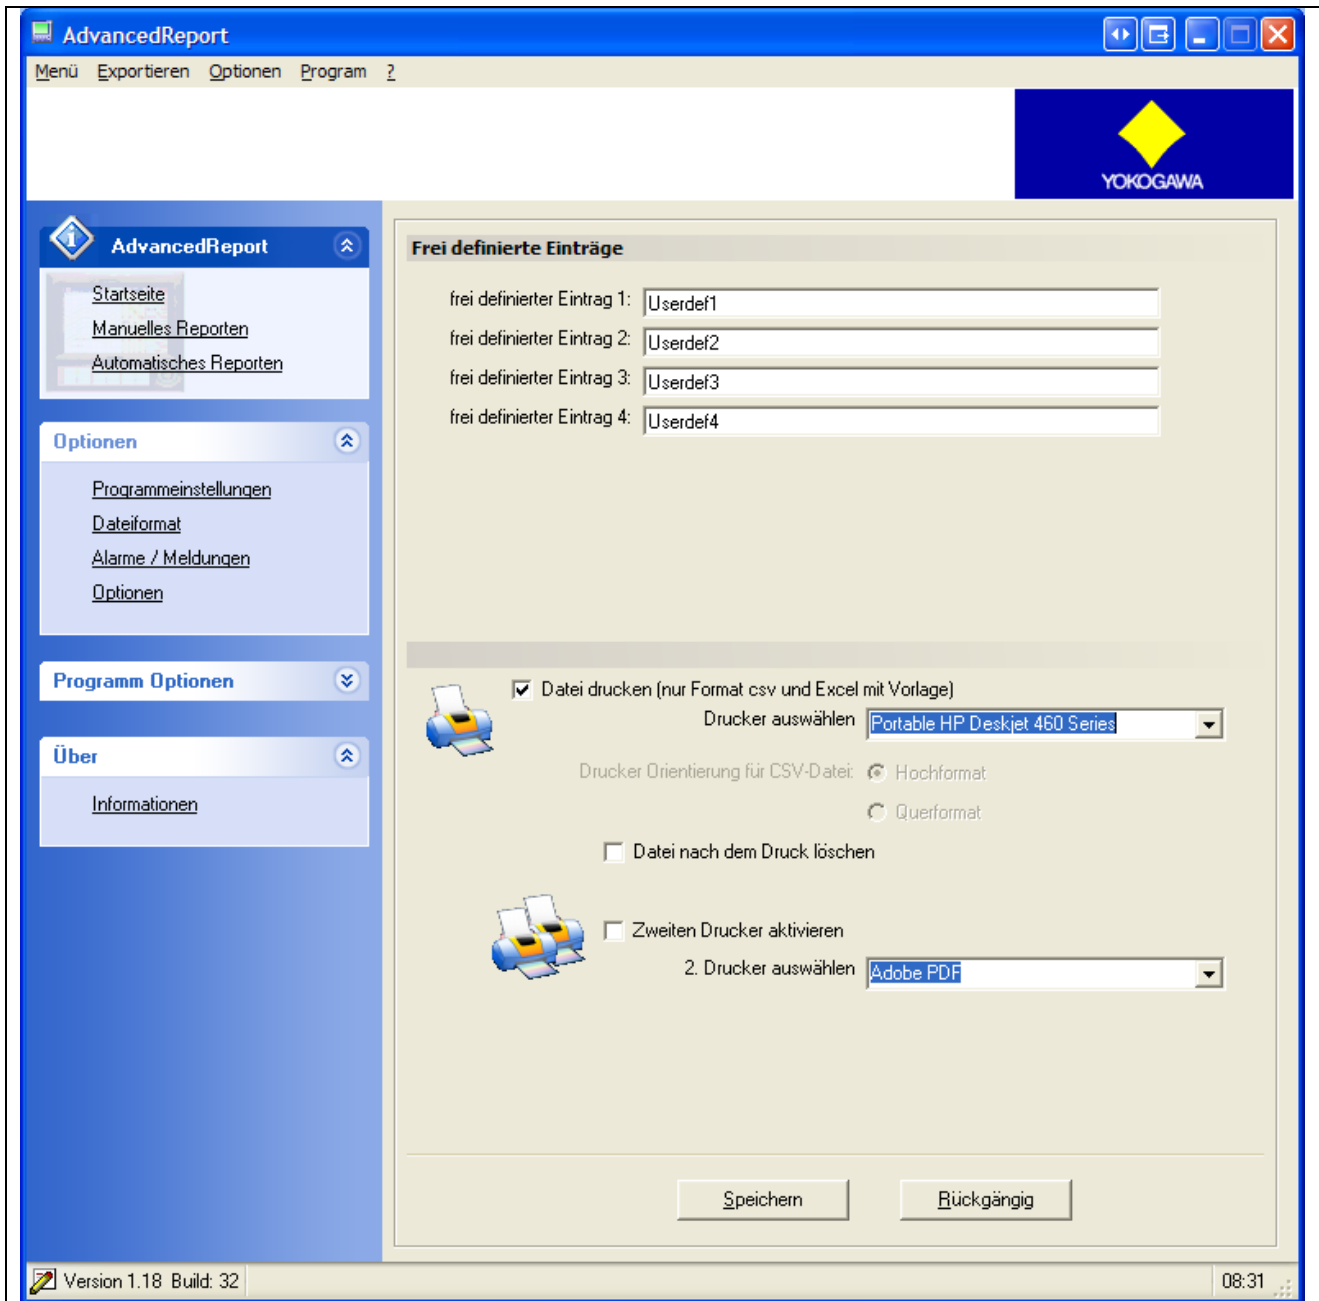 AdvancedReport
Menü Exportieren Optionen Program ?
YOKOGAWA
AdvancedReport
Startseite
Manuelles Reporten
Automatisches Reporten
Optionen
Programmeinstellungen
Dateiformat
Alarme / Meldungen
Optionen
Programm Optionen
Über
Informationen
Frei definierte Einträge
frei definierter Eintrag 1: Userdef1
frei definierter Eintrag 2: Userdef2
frei definierter Eintrag 3: Userdef3
frei definierter Eintrag 4: Userdef4
Datei drucken (nur Format csv und Excel mit Vorlage)
Drucker auswählen Portable HP Deskjet 460 Series
Drucker Orientierung für CSV-Datei: Hochformat
Querformat
Datei nach dem Druck löschen
Zweiten Drucker aktivieren
2. Drucker auswählen Adobe PDF
Speichern Rückgängig
Version 1.18 Build: 32 08:31